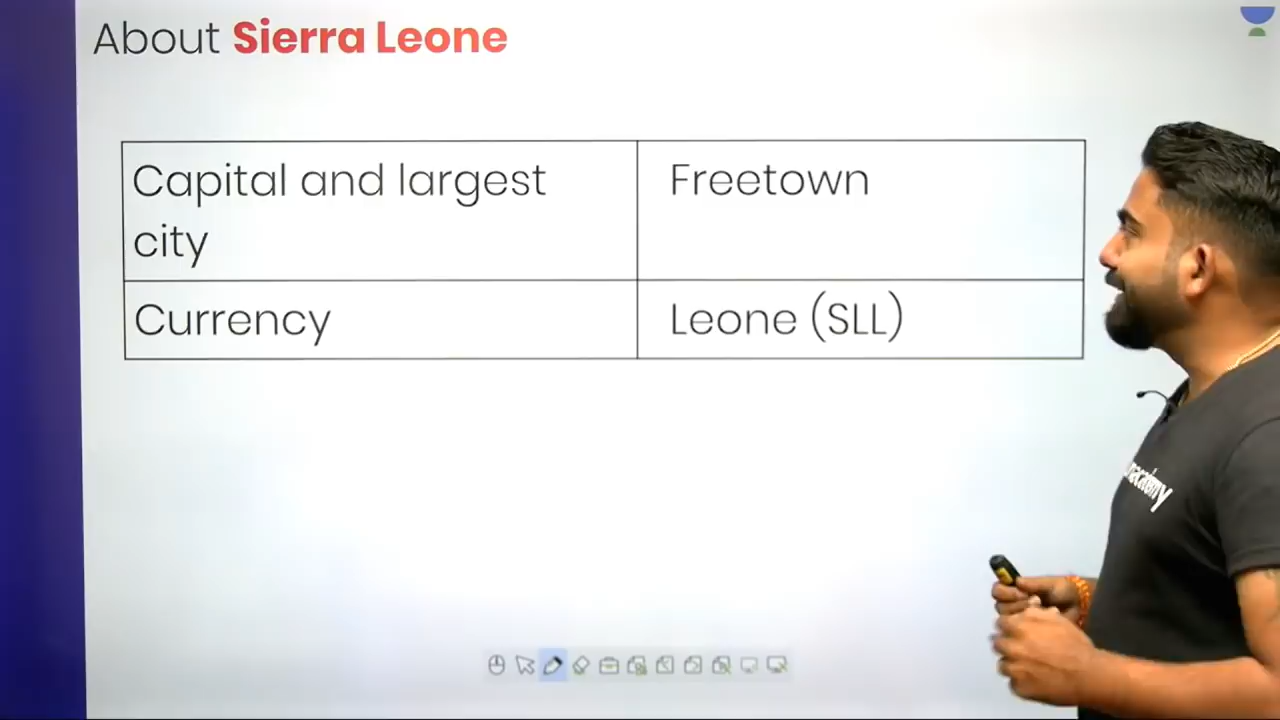 About Sierra Leone
Capital and largest
city
Freetown
Currency
Leone (SLL)